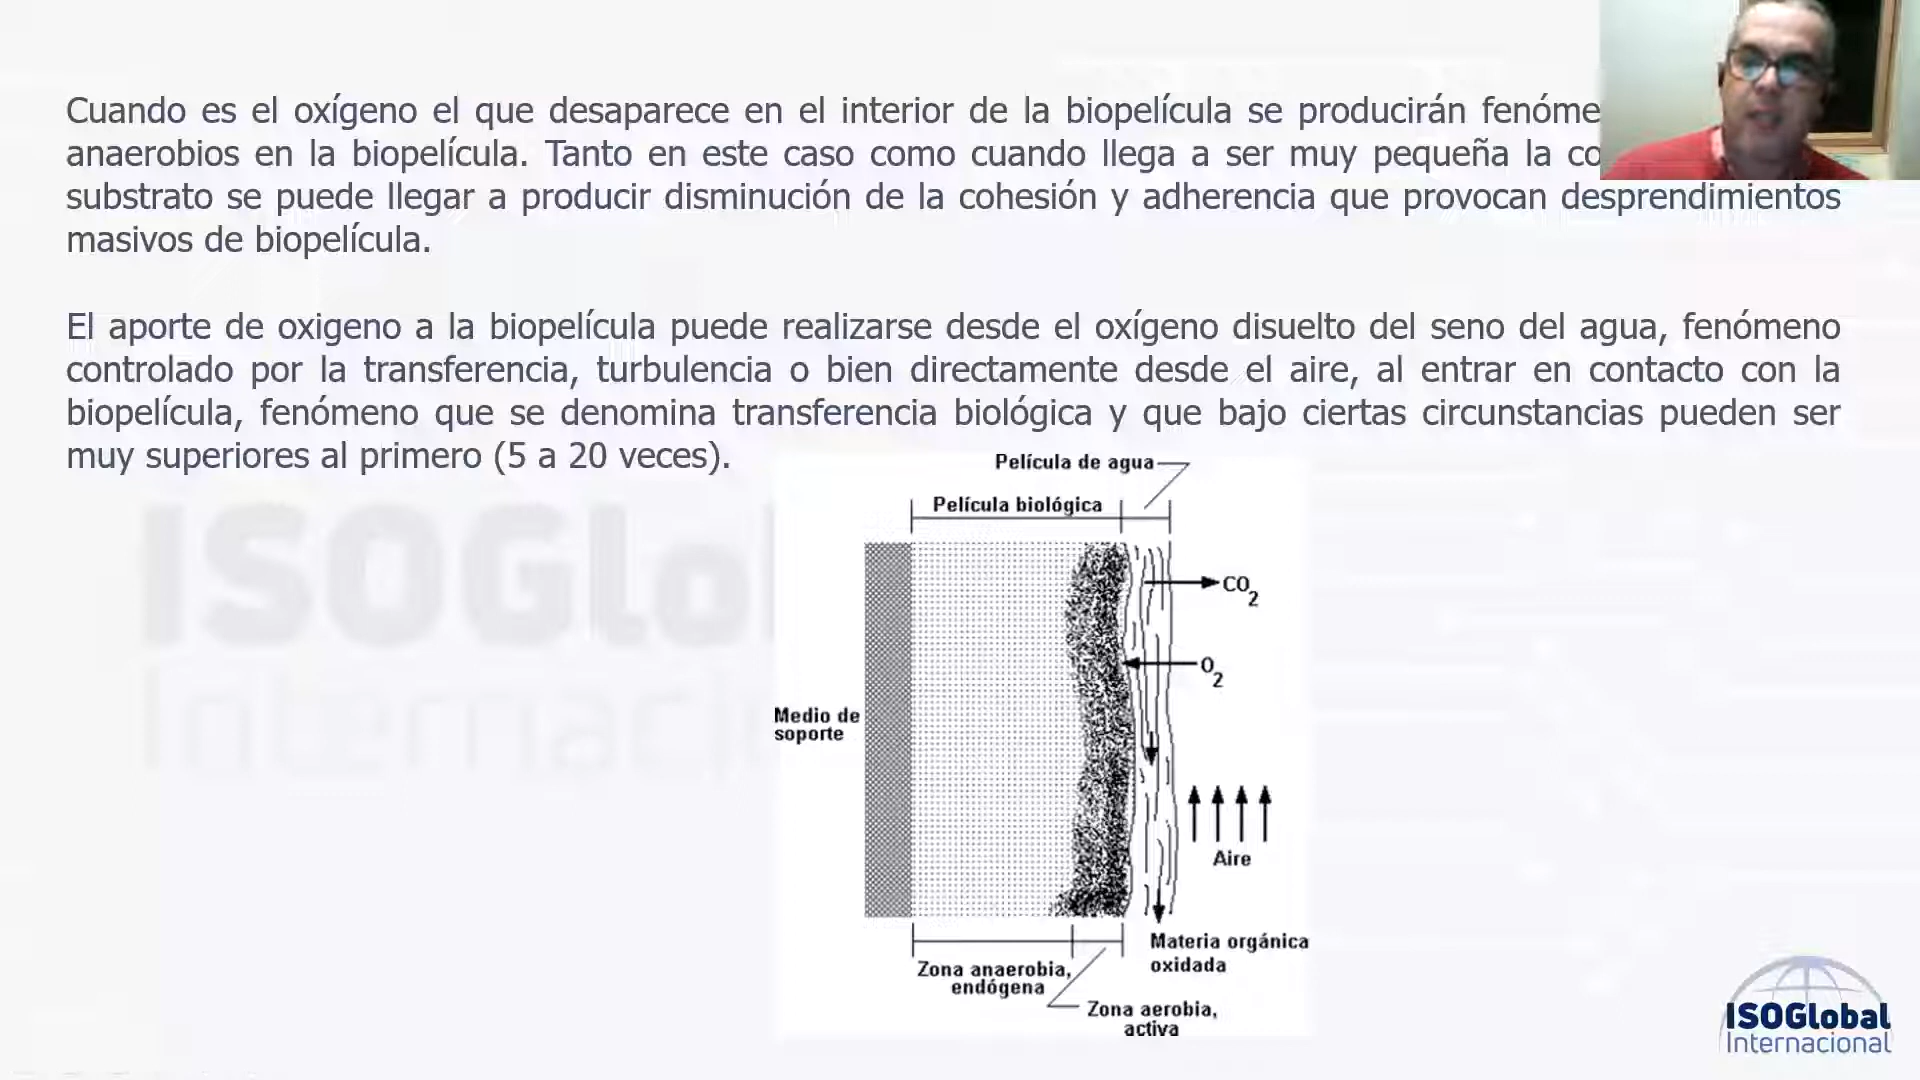 Cuando es el oxígeno el que desaparece en el interior de la biopelícula se producirán
anaerobios en la biopelícula. Tanto en este caso como cuando llega a ser muy pequeña la
substrato se puede llegar a producir disminución de la cohesión y adherencia que provocan desprendimientos
masivos de biopelícula.
El aporte de oxigeno a la biopelícula puede realizarse desde el oxígeno disuelto del seno del agua, fenómeno
controlado por la transferencia, turbulencia o bien directamente desde el aire, al entrar en contacto con la
biopelícula, fenómeno que se denomina transferencia biológica y que bajo ciertas circunstancias pueden ser
muy superiores al primero (5 a 20 veces).
Película de agua
Película biológica
CO2
O2
Medio de
soporte
Aire
Materia orgánica
oxidada
Zona anaerobia,
endógena
Zona aerobia,
activa
ISOGlobal
Internacional